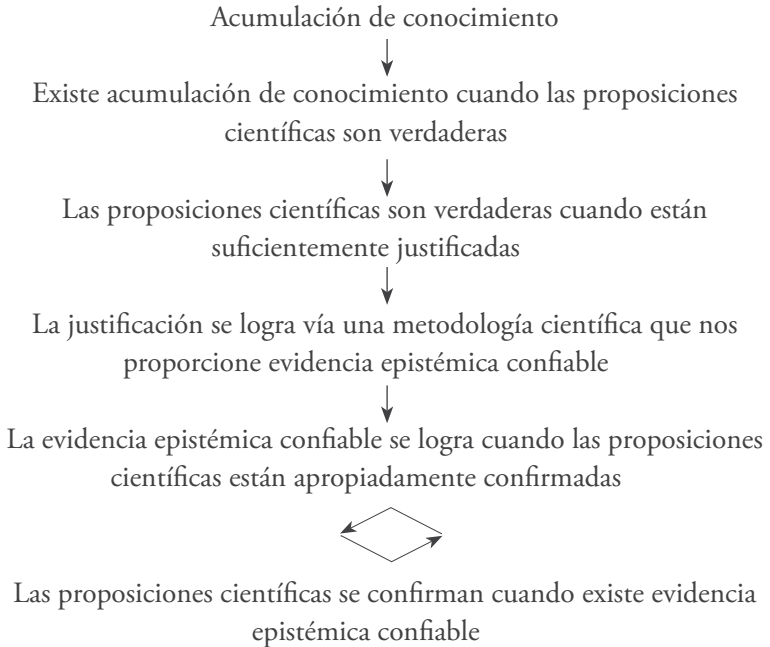 Acumulación de conocimiento
Existe acumulación de conocimiento cuando las proposiciones
científicas son verdaderas
Las proposiciones científicas son verdaderas cuando están
suficientemente justificadas
La justificación se logra vía una metodología científica que nos
proporcione evidencia epistémica confiable
La evidencia epistémica confiable se logra cuando las proposiciones
científicas están apropiadamente confirmadas
Las proposiciones científicas se confirman cuando existe evidencia
epistémica confiable